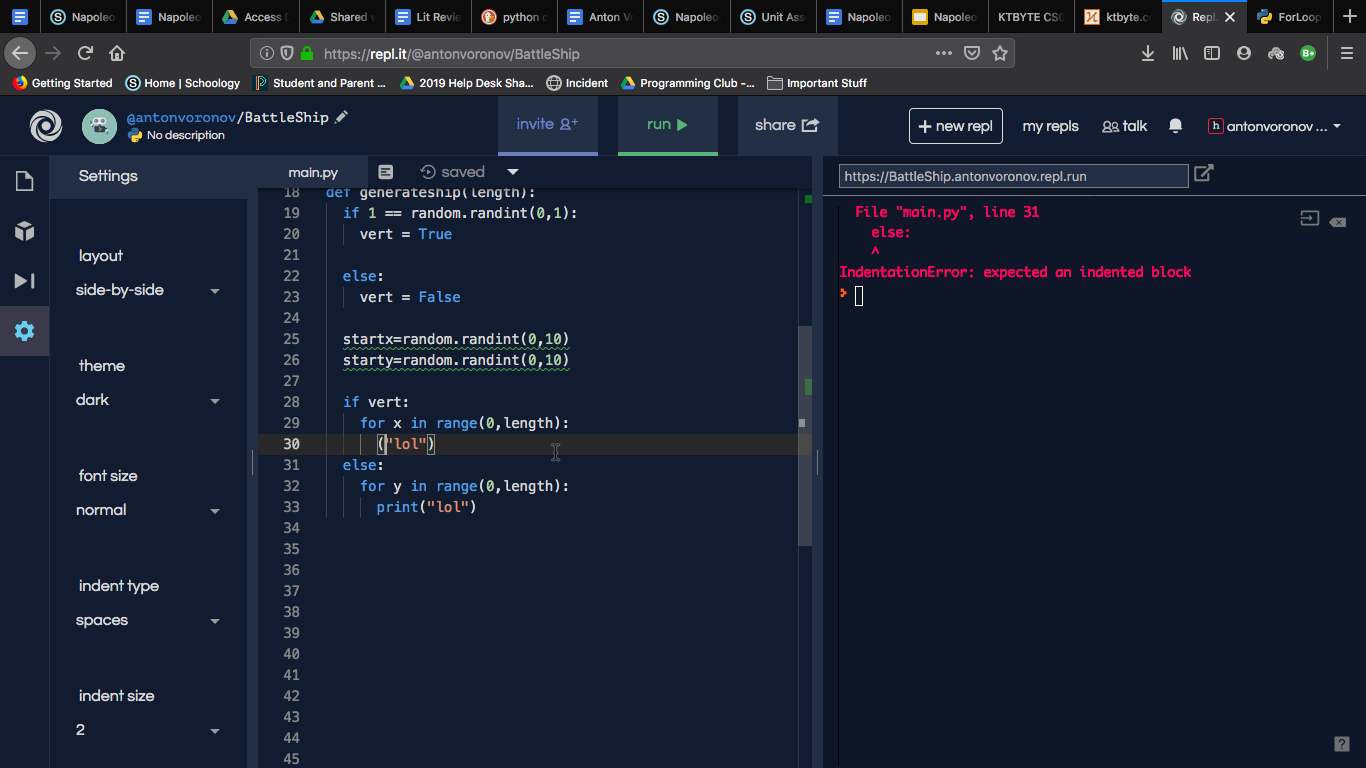 Napoleo
Napoleo
Access D
Shared w
Lit Revie
python c
Anton Vo
Napoleo
Unit Ass
Napoleo
Napoleo
KTBYTE CSC
ktbyte.c
Repl.
ForLoop
https://repl.it/@antonvoronov/BattleShip
Getting Started
Home | Schoology
Student and Parent ...
2019 Help Desk Sha...
Incident
Programming Club -...
Important Stuff
@antonvoronov/BattleShip
No description
invite
run
share
+ new repl
my repls
talk
h antonvoronov ...
Settings
layout
side-by-side
theme
dark
font size
normal
indent type
spaces
indent size
2
main.py
saved
18 def generateship(length):
19 if 1 == random.randint(0,1):
20 vert = True
21
22 else:
23 vert = False
24
25 startx=random.randint(0,10)
26 starty=random.randint(0,10)
27
28 if vert:
29 for x in range(0,length):
30 ("lol")
31 else:
32 for y in range(0,length):
33 print("lol")
34
35
36
37
38
39
40
41
42
43
44
45
https://BattleShip.antonvoronov.repl.run
File "main.py", line 31
else:
^
IndentationError: expected an indented block
?